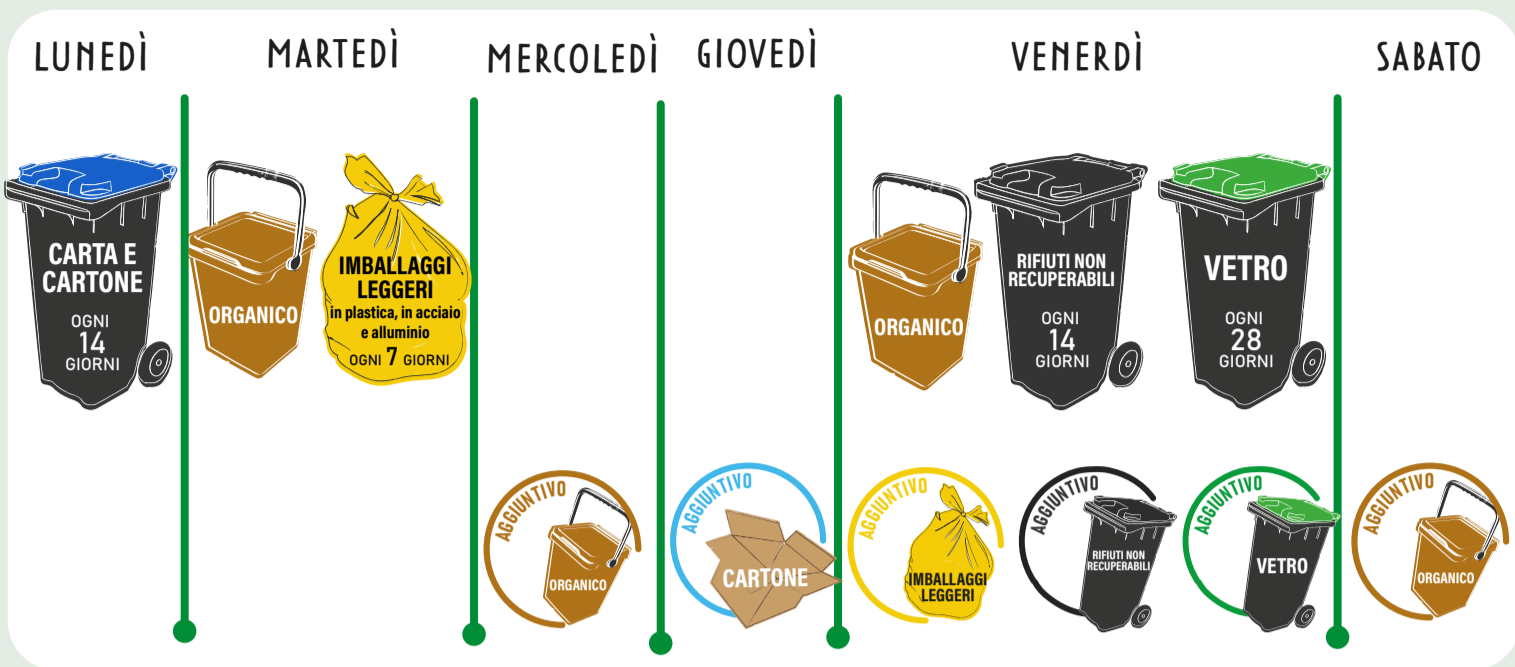 LUNEDÌ
MARTEDÌ
MERCOLEDÌ
GIOVEDÌ
VENERDÌ
SABATO
CARTA E
CARTONE
OGNI
14
GIORNI
ORGANICO
IMBALLAGGI
LEGGERI
in plastica, in acciaio
e alluminio
OGNI 7 GIORNI
ORGANICO
RIFIUTI NON
RECUPERABILI
OGNI
14
GIORNI
VETRO
OGNI
28
GIORNI
AGGIUNTIVO
ORGANICO
AGGIUNTIVO
CARTONE
AGGIUNTIVO
IMBALLAGGI
LEGGERI
AGGIUNTIVO
RIFIUTI NON
RECUPERABILI
AGGIUNTIVO
VETRO
AGGIUNTIVO
ORGANICO